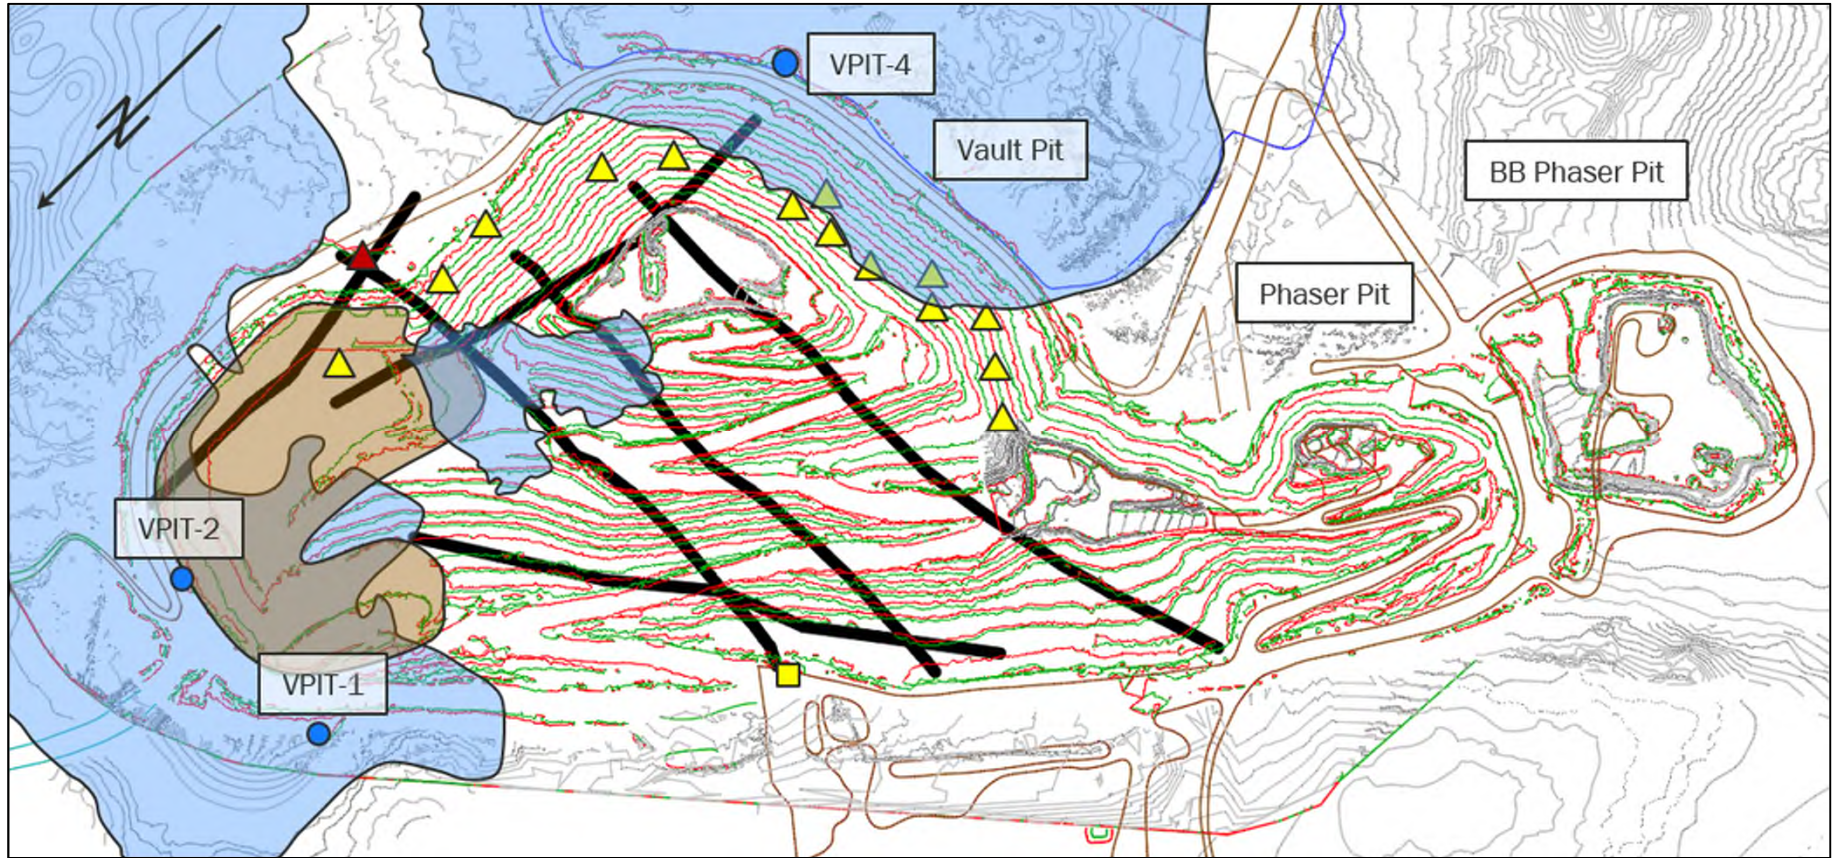 VPIT-4
Vault Pit
BB Phaser Pit
Phaser Pit
VPIT-2
VPIT-1